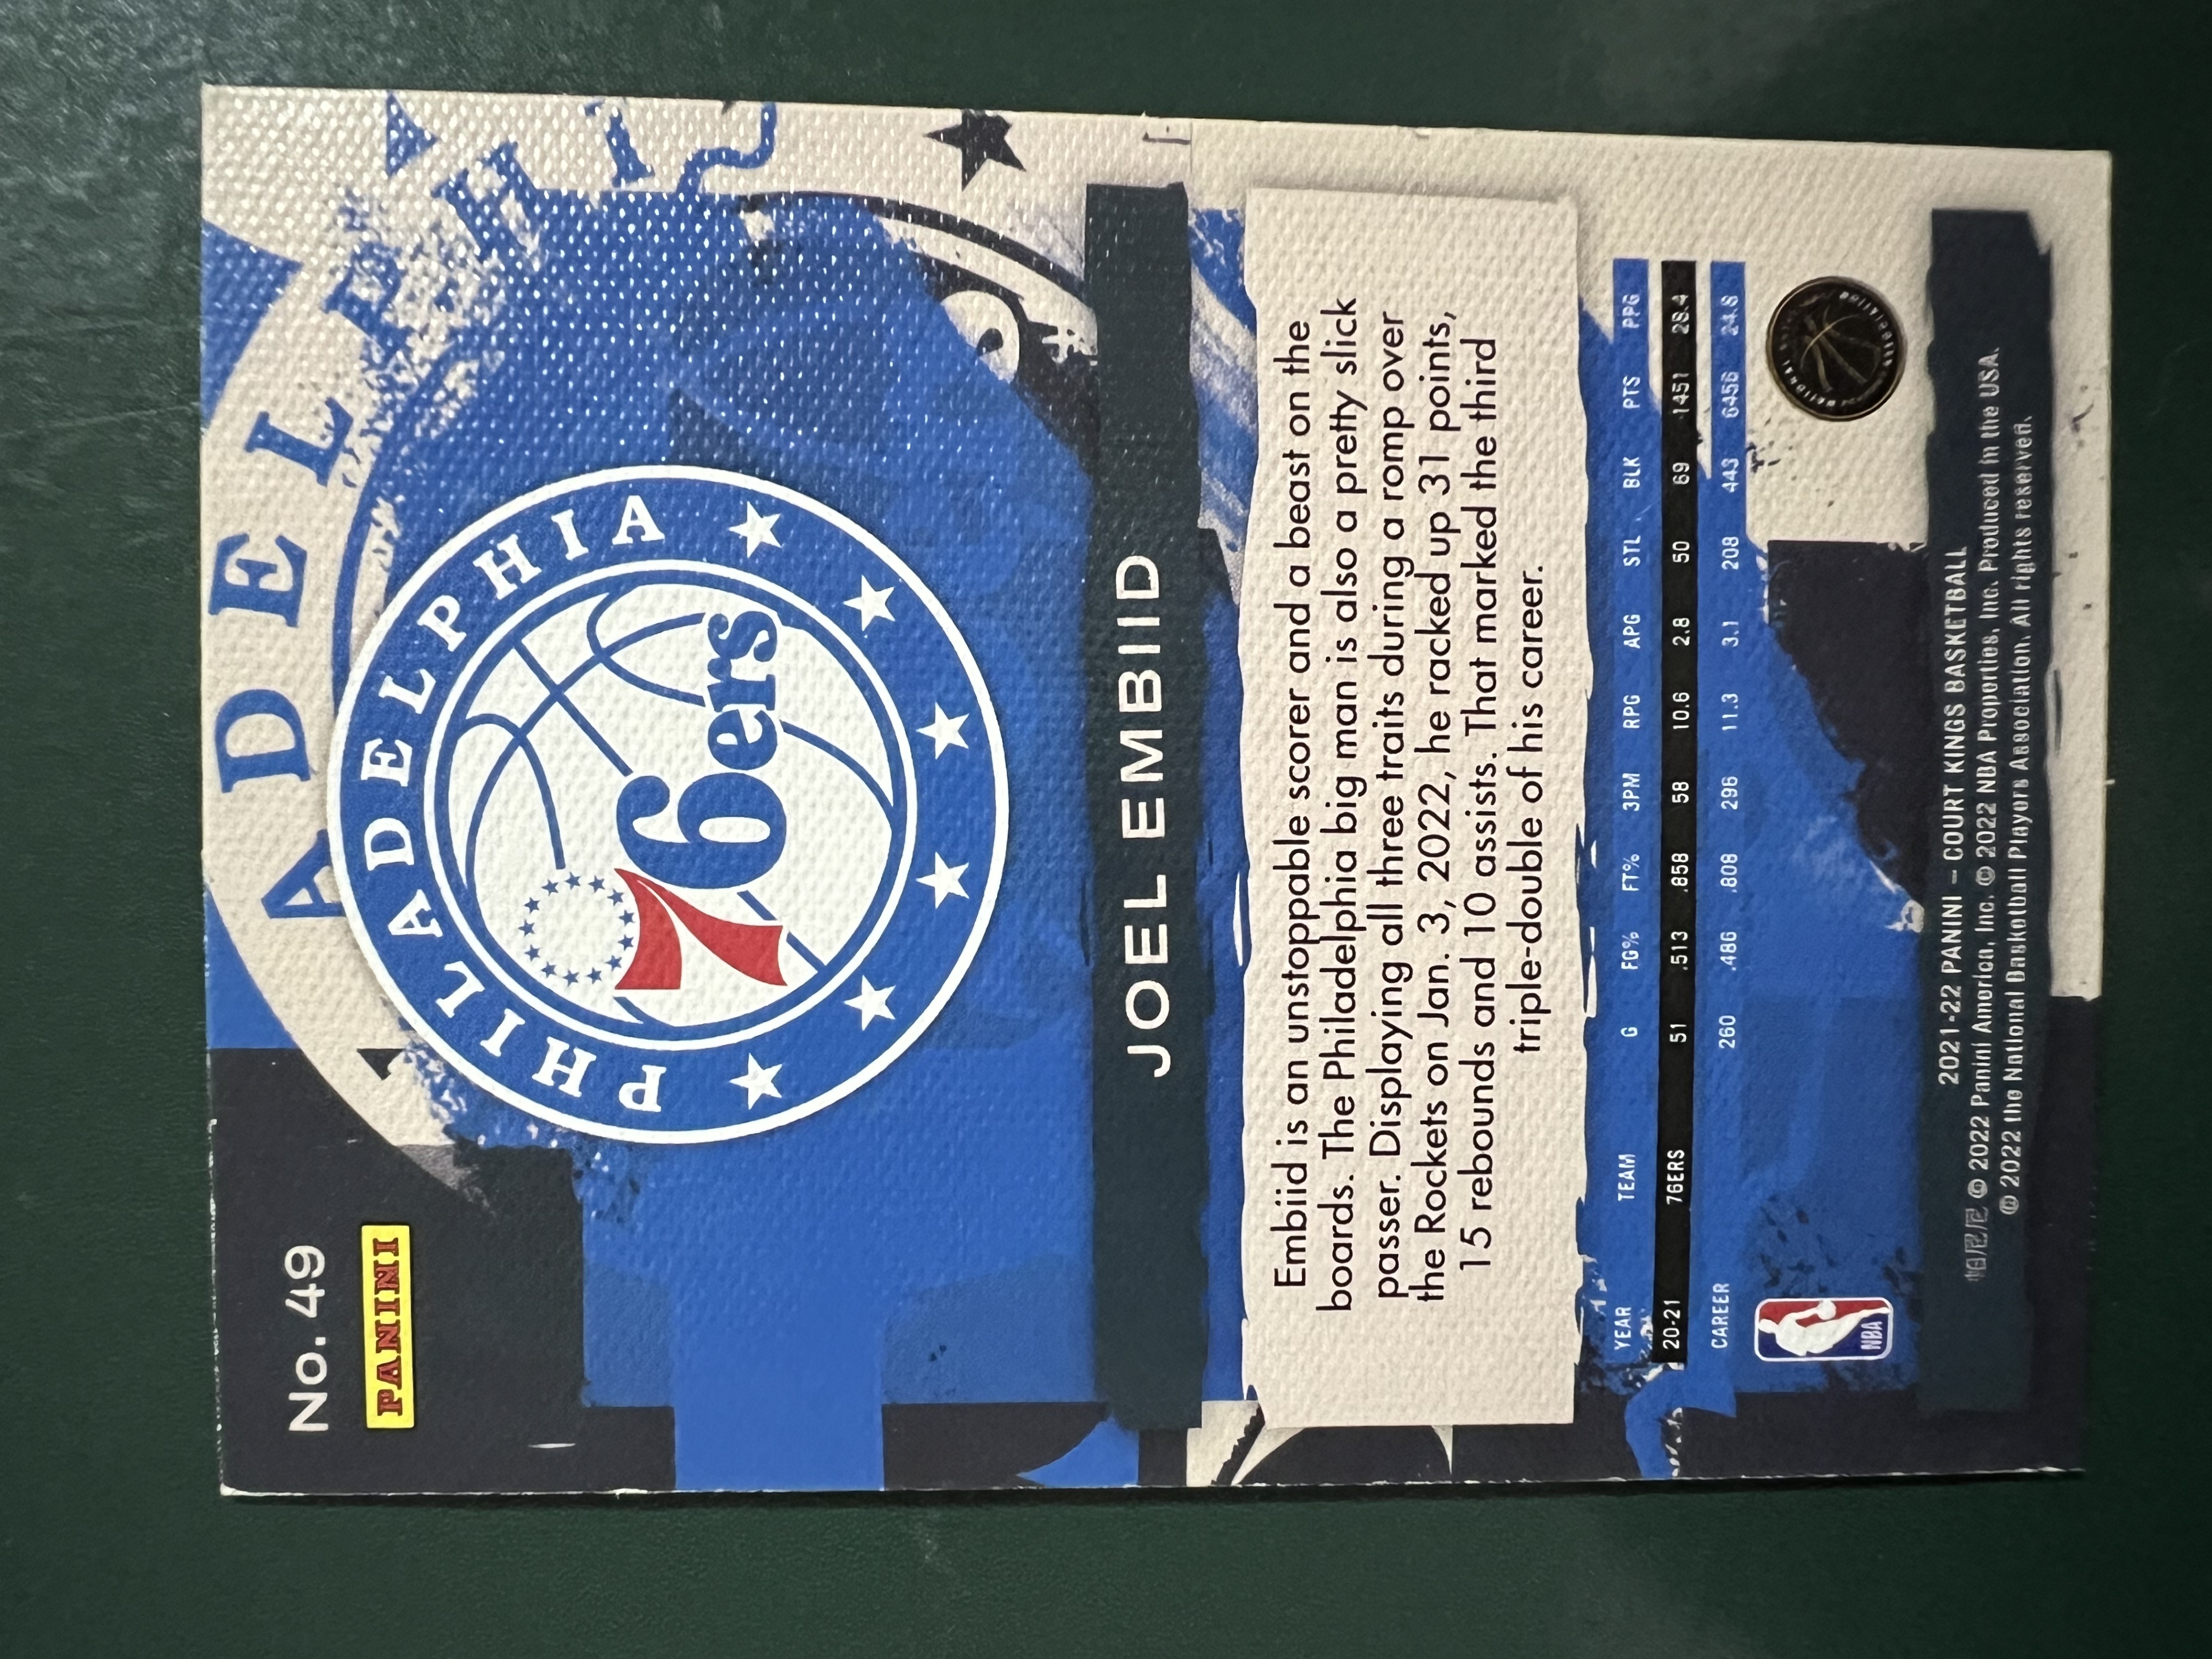 No. 49
PANINI
ADELPHI
PHILADELPHIA
76ers
JOEL EMBIID
Embiid is an unstoppable scorer and a beast on the
boards. The Philadelphia big man is also a pretty slick
passer. Displaying all three traits during a romp over
the Rockets on Jan. 3, 2022, he racked up 31 points,
15 rebounds and 10 assists. That marked the third
triple-double of his career.
YEAR TEAM G FG% FT% 3PM RPG APG STL BLK PTS PPG
20-21 76ERS 51 .513 .858 58 10.6 2.8 50 69 1451 28.4
CAREER 260 .486 .808 296 11.3 3.1 208 443 6456 24.8
NBA
2021-22 PANINI – COURT KINGS BASKETBALL
帕尼尼 © 2022 Panini America, Inc. © 2022 NBA Properties, Inc. Produced in the USA.
© 2022 the National Basketball Players Association. All rights reserved.